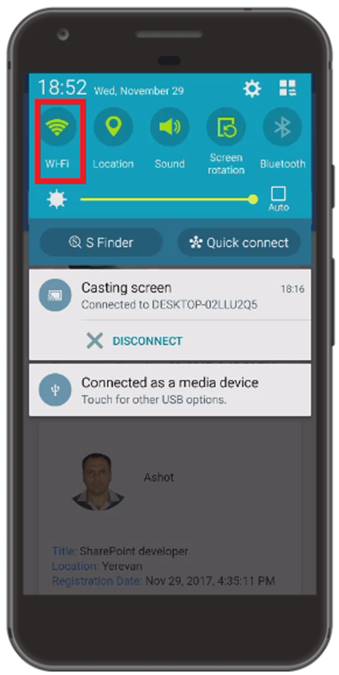 18:52 Wed, November 29
Wi-Fi Location Sound Screen rotation Bluetooth
Auto
S Finder Quick connect
Casting screen 18:16
Connected to DESKTOP-02LLU2Q5
DISCONNECT
Connected as a media device
Touch for other USB options.
Ashot
Title: SharePoint developer
Location: Yerevan
Registration Date: Nov 29, 2017, 4:35:11 PM